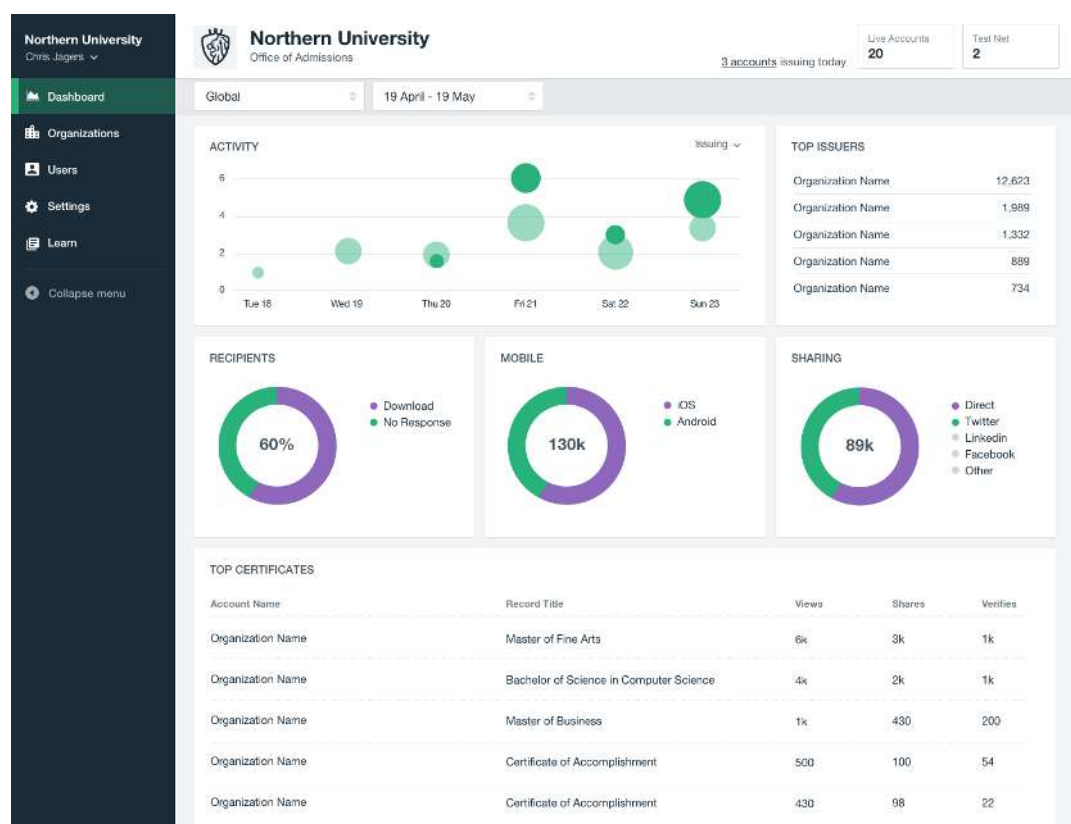 Northern University
Chris Jagers
Dashboard
Organizations
Users
Settings
Learn
Collapse menu
Northern University
Office of Admissions
3 accounts issuing today
Live Accounts
20
Test Net
2
Global
19 April - 19 May
ACTIVITY
Issuing
6
4
2
0
Tue 18 Wed 19 Thu 20 Fri 21 Sat 22 Sun 23
TOP ISSUERS
Organization Name 12,623
Organization Name 1,989
Organization Name 1,332
Organization Name 889
Organization Name 734
RECIPIENTS
60%
Download
No Response
MOBILE
130k
iOS
Android
SHARING
89k
Direct
Twitter
Linkedin
Facebook
Other
TOP CERTIFICATES
Account Name Record Title Views Shares Verifies
Organization Name Master of Fine Arts 6k 3k 1k
Organization Name Bachelor of Science in Computer Science 4k 2k 1k
Organization Name Master of Business 1k 430 200
Organization Name Certificate of Accomplishment 500 100 54
Organization Name Certificate of Accomplishment 430 98 22